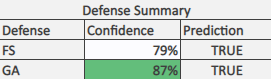 Defense Summary
Defense Confidence Prediction
FS 79% TRUE
GA 87% TRUE